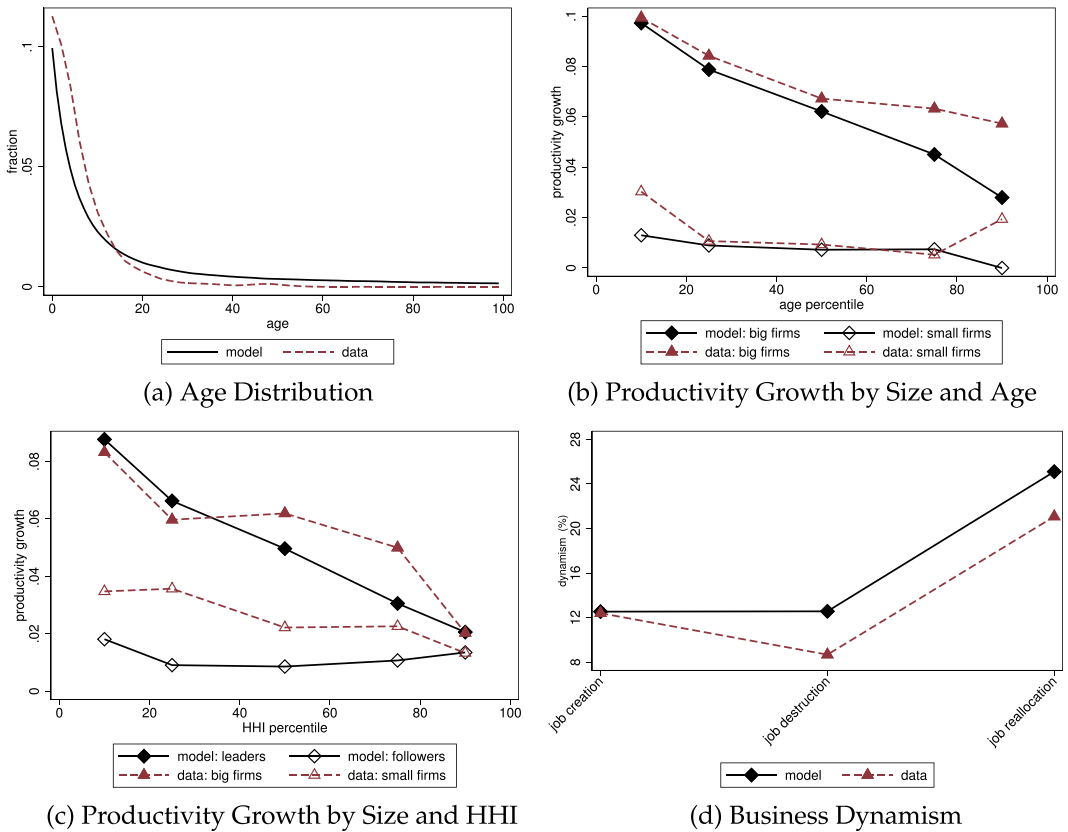 fraction
.1
.05
0
0 20 40 60 80 100
age
model data
(a) Age Distribution
productivity growth
.1
.08
.06
.04
.02
0
0 20 40 60 80 100
age percentile
model: big firms model: small firms
data: big firms data: small firms
(b) Productivity Growth by Size and Age
productivity growth
.08
.06
.04
.02
0
0 20 40 60 80 100
HHI percentile
model: leaders model: followers
data: big firms data: small firms
(c) Productivity Growth by Size and HHI
dynamism (%)
28
24
20
16
12
8
job creation
job destruction
job reallocation
model data
(d) Business Dynamism